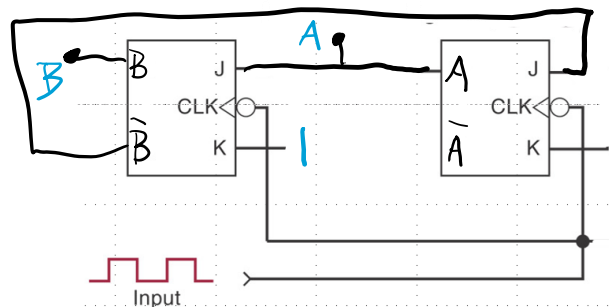 A
B
B J A J
CLK CLK
B̄ K 1 Ā K
Input